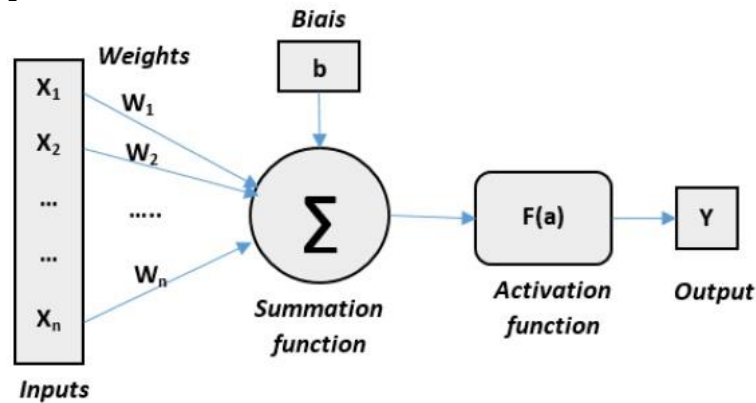 Biais
b
Weights
X₁
X₂
...
...
Xₙ
Inputs
W₁
W₂
.....
Wₙ
Σ
Summation
function
F(a)
Activation
function
Y
Output